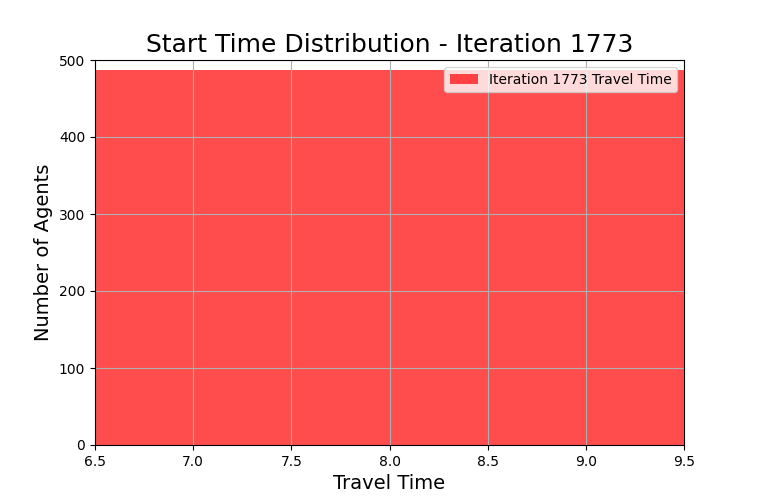 Start Time Distribution - Iteration 1773
Iteration 1773 Travel Time
Number of Agents
500
400
300
200
100
0
6.5 7.0 7.5 8.0 8.5 9.0 9.5
Travel Time